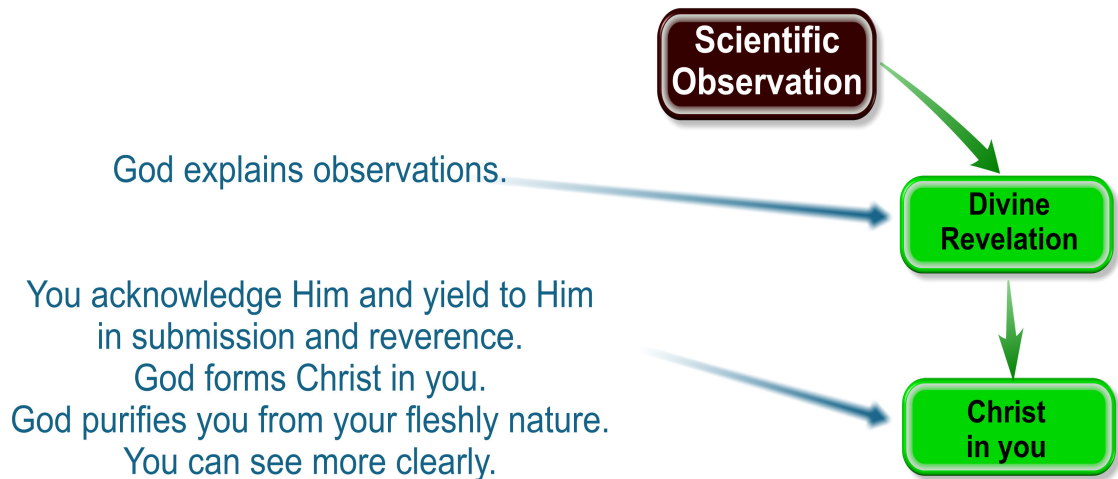 Scientific
Observation
God explains observations.
Divine
Revelation
You acknowledge Him and yield to Him
in submission and reverence.
God forms Christ in you.
God purifies you from your fleshly nature.
You can see more clearly.
Christ
in you